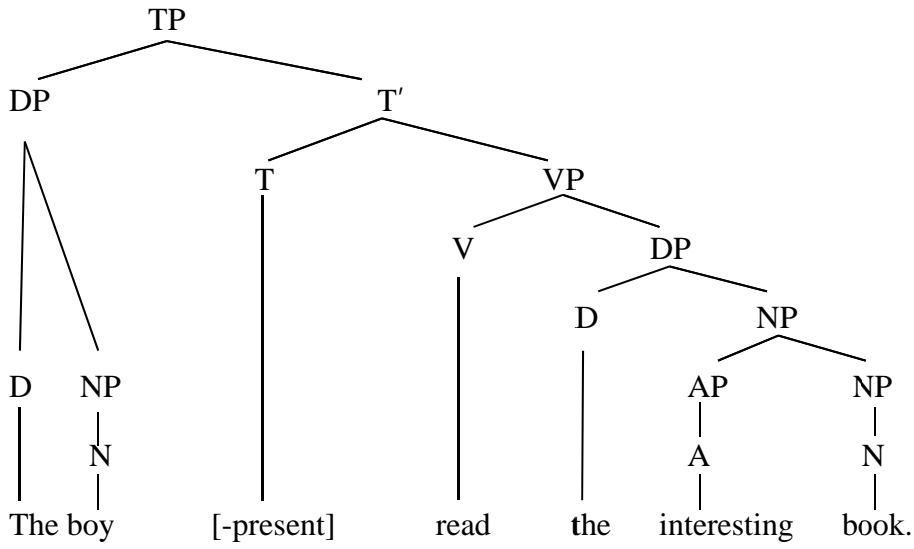 TP
DP T′
T VP
V DP
D NP
D NP AP NP
N A N
The boy [-present] read the interesting book.